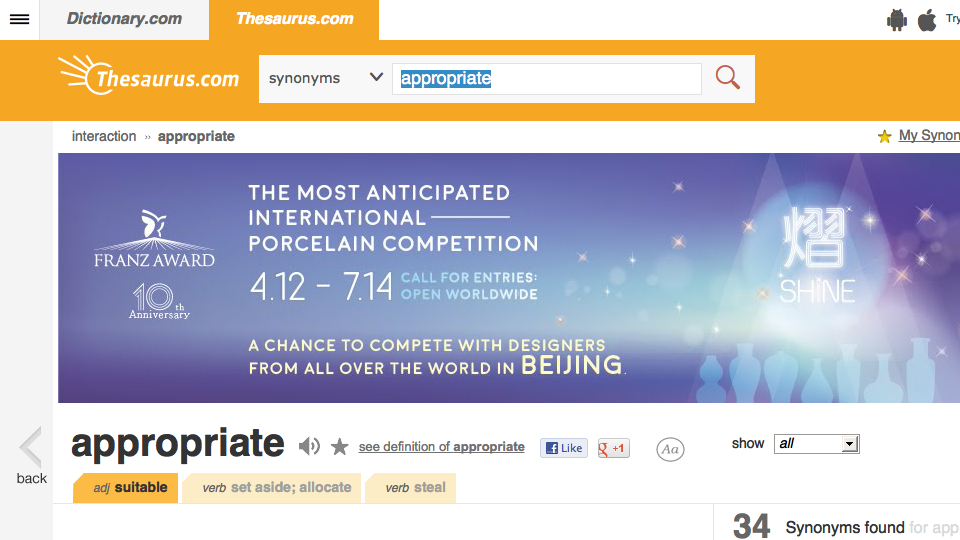 Dictionary.com
Thesaurus.com
Try
Thesaurus.com
synonyms
appropriate
interaction » appropriate
My Synon
FRANZ AWARD
10th
Anniversary
THE MOST ANTICIPATED
INTERNATIONAL
PORCELAIN COMPETITION
4.12 - 7.14
CALL FOR ENTRIES:
OPEN WORLDWIDE
A CHANCE TO COMPETE WITH DESIGNERS
FROM ALL OVER THE WORLD IN BEIJING.
熠
SHiNE
back
appropriate
see definition of appropriate
Like
+1
Aa
show
all
adj suitable
verb set aside; allocate
verb steal
34 Synonyms found for app